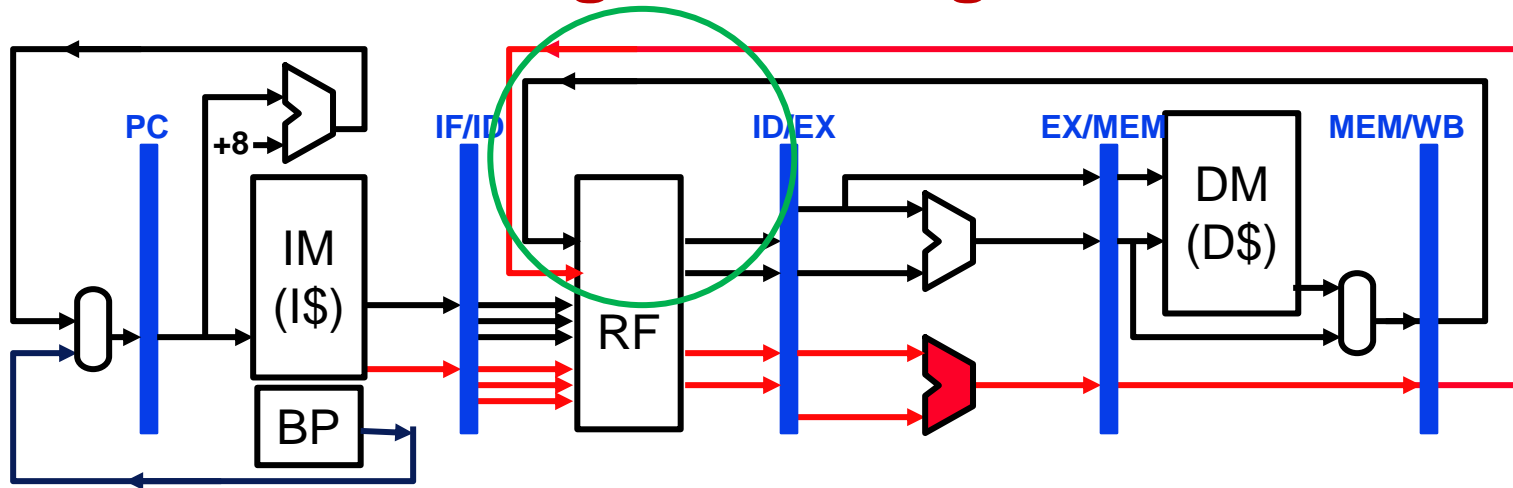 PC
IF/ID
ID/EX
EX/MEM
MEM/WB
+8
IM
(I$)
DM
(D$)
RF
BP